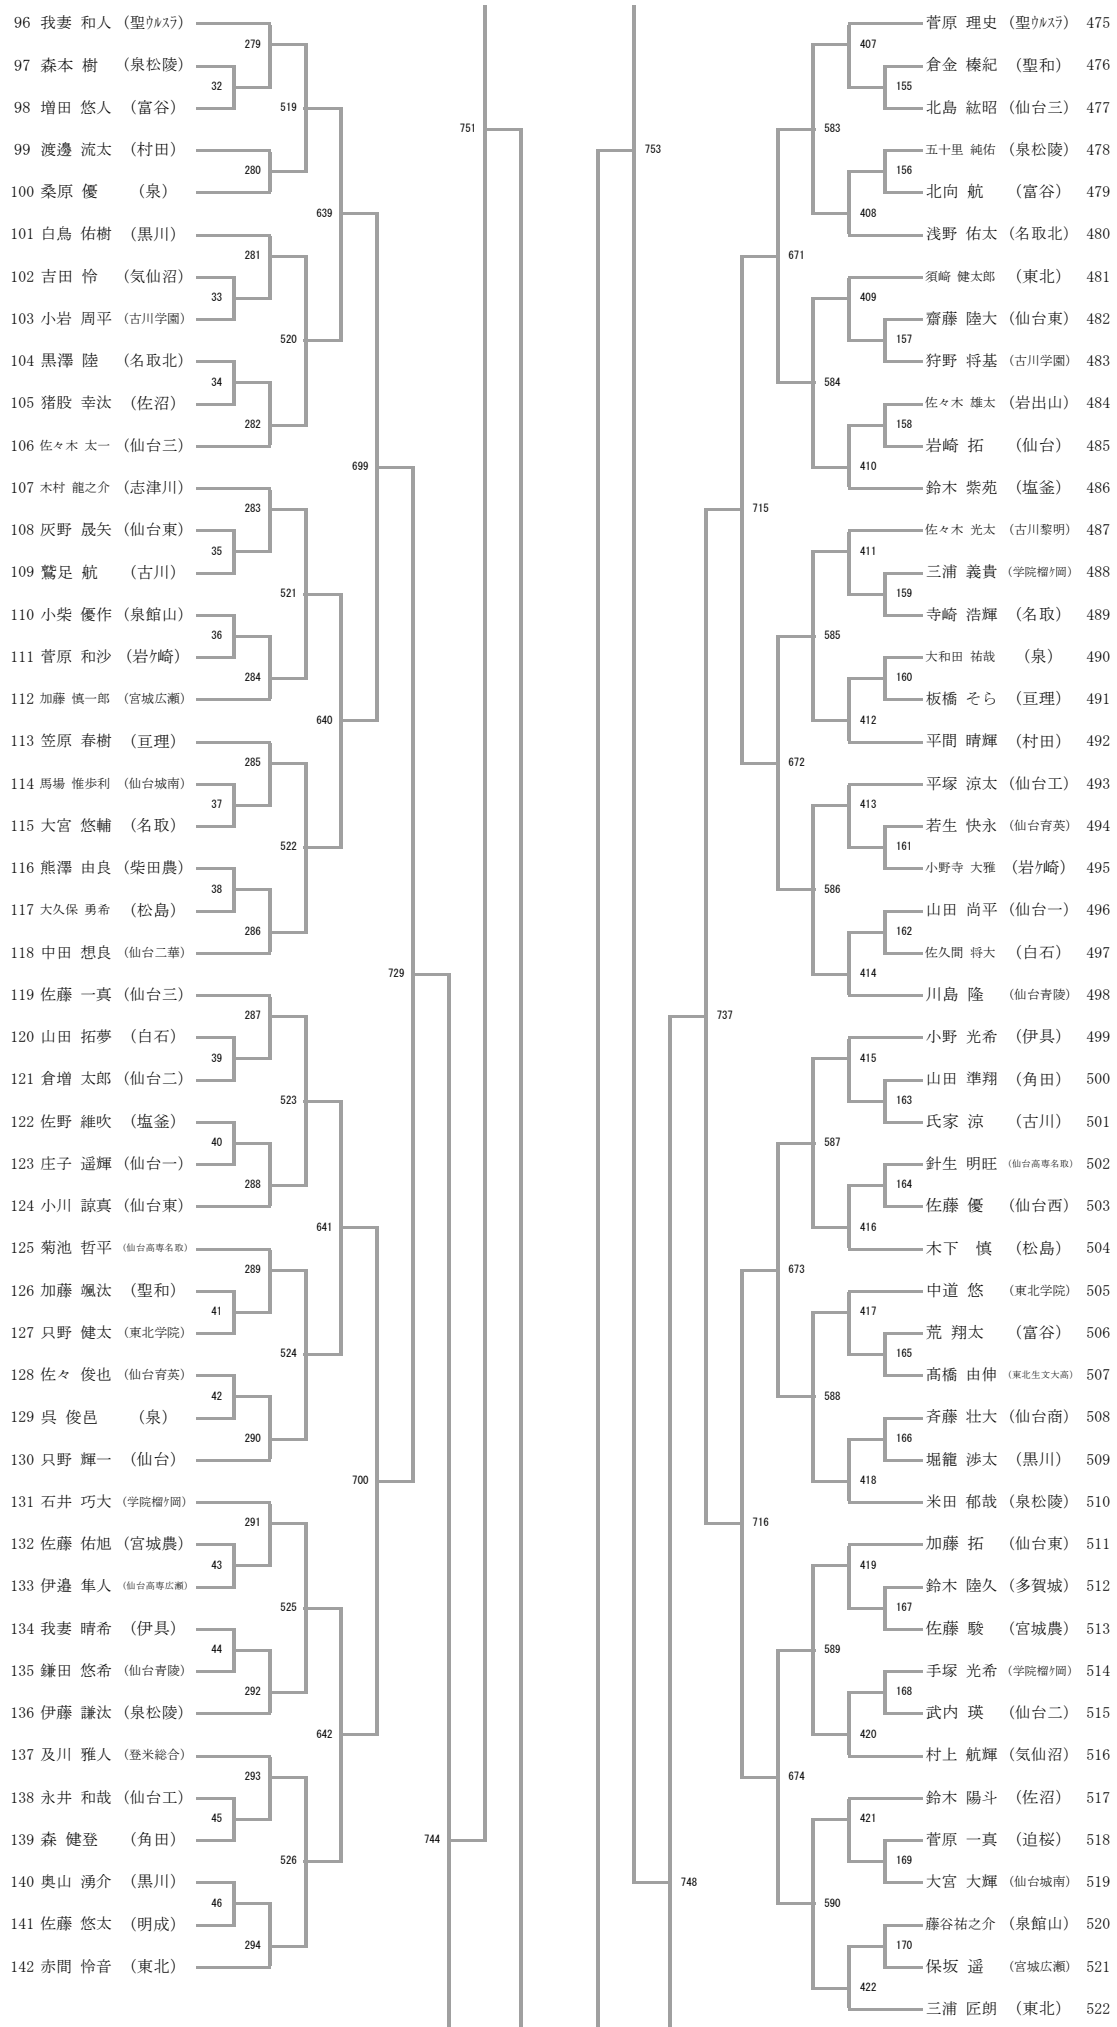 96 我妻 和人 (聖ウルスラ)
97 森本 樹 (泉松陵)
98 増田 悠人 (富谷)
99 渡邊 流太 (村田)
100 桑原 優 (泉)
101 白鳥 佑樹 (黒川)
102 吉田 怜 (気仙沼)
103 小岩 周平 (古川学園)
104 黒澤 陸 (名取北)
105 猪股 幸汰 (佐沼)
106 佐々木 太一 (仙台三)
107 木村 龍之介 (志津川)
108 灰野 晟矢 (仙台東)
109 鷲足 航 (古川)
110 小柴 優作 (泉館山)
111 菅原 和沙 (岩ケ崎)
112 加藤 慎一郎 (宮城広瀬)
113 笠原 春樹 (亘理)
114 馬場 惟歩利 (仙台城南)
115 大宮 悠輔 (名取)
116 熊澤 由良 (柴田農)
117 大久保 勇希 (松島)
118 中田 想良 (仙台二華)
119 佐藤 一真 (仙台三)
120 山田 拓夢 (白石)
121 倉増 太郎 (仙台二)
122 佐野 維吹 (塩釜)
123 庄子 遥輝 (仙台一)
124 小川 諒真 (仙台東)
125 菊池 哲平 (仙台高専名取)
126 加藤 颯汰 (聖和)
127 只野 健太 (東北学院)
128 佐々 俊也 (仙台育英)
129 呉 俊邑 (泉)
130 只野 輝一 (仙台)
131 石井 巧大 (学院榴ケ岡)
132 佐藤 佑旭 (宮城農)
133 伊邉 隼人 (仙台高専広瀬)
134 我妻 晴希 (伊具)
135 鎌田 悠希 (仙台青陵)
136 伊藤 謙汰 (泉松陵)
137 及川 雅人 (登米総合)
138 永井 和哉 (仙台工)
139 森 健登 (角田)
140 奥山 湧介 (黒川)
141 佐藤 悠太 (明成)
142 赤間 怜音 (東北)
32
33
34
35
36
37
38
39
40
41
42
43
44
45
46
279
280
281
282
283
284
285
286
287
288
289
290
291
292
293
294
519
520
521
522
523
524
525
526
639
640
641
642
699
700
729
744
751
753
748
737
715
716
671
672
673
674
583
584
585
586
587
588
589
590
407
408
409
410
411
412
413
414
415
416
417
418
419
420
421
422
155
156
157
158
159
160
161
162
163
164
165
166
167
168
169
170
菅原 理史 (聖ウルスラ) 475
倉金 榛紀 (聖和) 476
北島 紘昭 (仙台三) 477
五十里 純佑 (泉松陵) 478
北向 航 (富谷) 479
浅野 佑太 (名取北) 480
須﨑 健太郎 (東北) 481
齋藤 陸大 (仙台東) 482
狩野 将基 (古川学園) 483
佐々木 雄太 (岩出山) 484
岩崎 拓 (仙台) 485
鈴木 紫苑 (塩釜) 486
佐々木 光太 (古川黎明) 487
三浦 義貴 (学院榴ケ岡) 488
寺崎 浩輝 (名取) 489
大和田 祐哉 (泉) 490
板橋 そら (亘理) 491
平間 晴輝 (村田) 492
平塚 涼太 (仙台工) 493
若生 快永 (仙台育英) 494
小野寺 大雅 (岩ケ崎) 495
山田 尚平 (仙台一) 496
佐久間 将大 (白石) 497
川島 隆 (仙台青陵) 498
小野 光希 (伊具) 499
山田 準翔 (角田) 500
氏家 涼 (古川) 501
針生 明旺 (仙台高専名取) 502
佐藤 優 (仙台西) 503
木下 慎 (松島) 504
中道 悠 (東北学院) 505
荒 翔太 (富谷) 506
髙橋 由伸 (東北生文大高) 507
斉藤 壮大 (仙台商) 508
堀籠 渉太 (黒川) 509
米田 郁哉 (泉松陵) 510
加藤 拓 (仙台東) 511
鈴木 陸久 (多賀城) 512
佐藤 駿 (宮城農) 513
手塚 光希 (学院榴ケ岡) 514
武内 瑛 (仙台二) 515
村上 航輝 (気仙沼) 516
鈴木 陽斗 (佐沼) 517
菅原 一真 (迫桜) 518
大宮 大輝 (仙台城南) 519
藤谷祐之介 (泉館山) 520
保坂 遥 (宮城広瀬) 521
三浦 匠朗 (東北) 522